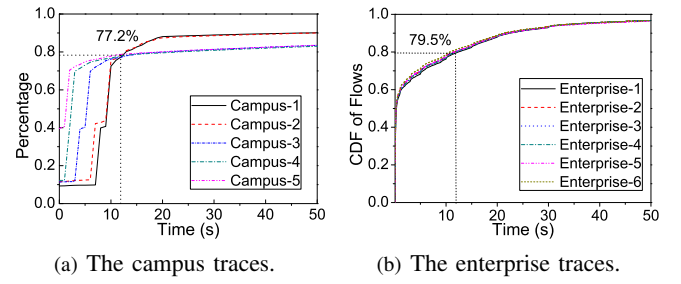 77.2%
Percentage
1.0
0.8
0.6
0.4
0.2
0.0
Campus-1
Campus-2
Campus-3
Campus-4
Campus-5
0 10 20 30 40 50
Time (s)
(a) The campus traces.
79.5%
CDF of Flows
1.0
0.8
0.6
0.4
0.2
0.0
Enterprise-1
Enterprise-2
Enterprise-3
Enterprise-4
Enterprise-5
Enterprise-6
0 10 20 30 40 50
Time (s)
(b) The enterprise traces.